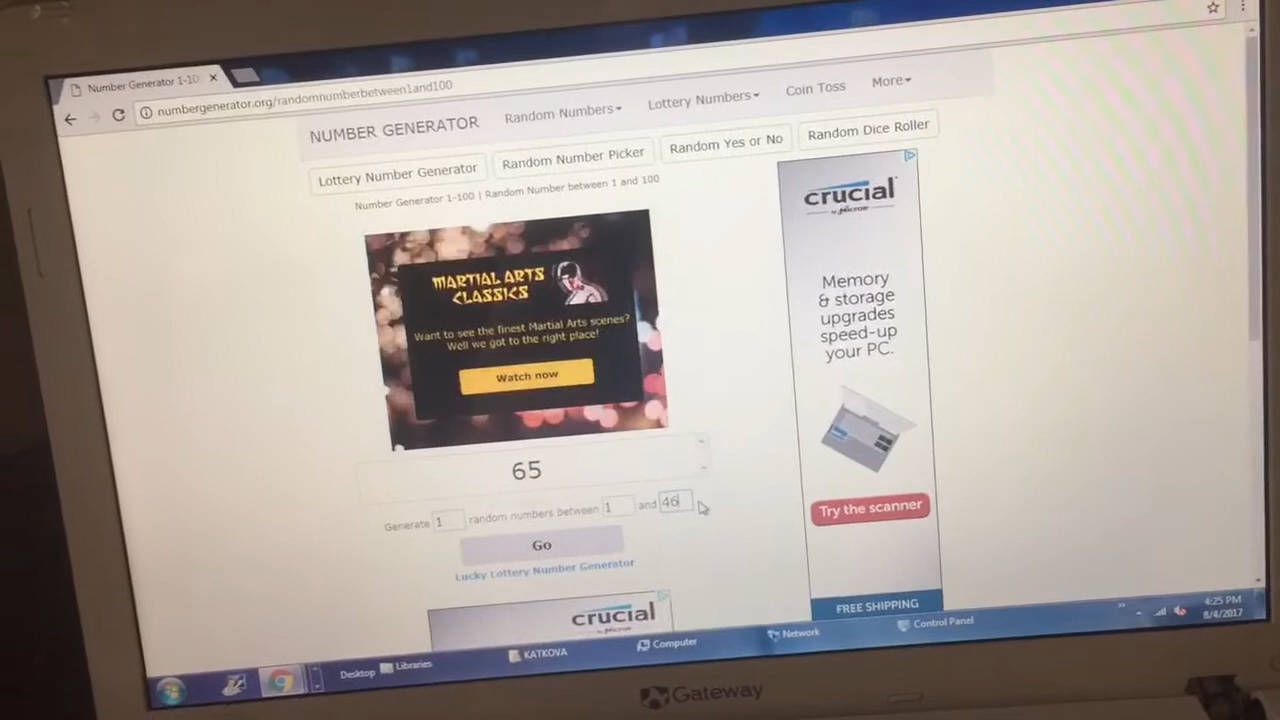 Number Generator 1-10
numbergenerator.org/randomnumberbetween1and100
NUMBER GENERATOR
Random Numbers
Lottery Numbers
Coin Toss
More
Lottery Number Generator
Random Number Picker
Random Yes or No
Random Dice Roller
Number Generator 1-100 | Random Number between 1 and 100
MARTIAL ARTS
CLASSICS
Want to see the finest Martial Arts scenes?
Well we got to the right place!
Watch now
crucial
by Micron
Memory
& storage
upgrades
speed-up
your PC.
Try the scanner
FREE SHIPPING
65
Generate 1 random numbers between 1 and 46
Go
Lucky Lottery Number Generator
crucial
by Micron
Desktop
Libraries
KATKOVA
Computer
Network
Control Panel
4:25 PM
8/4/2017
Gateway